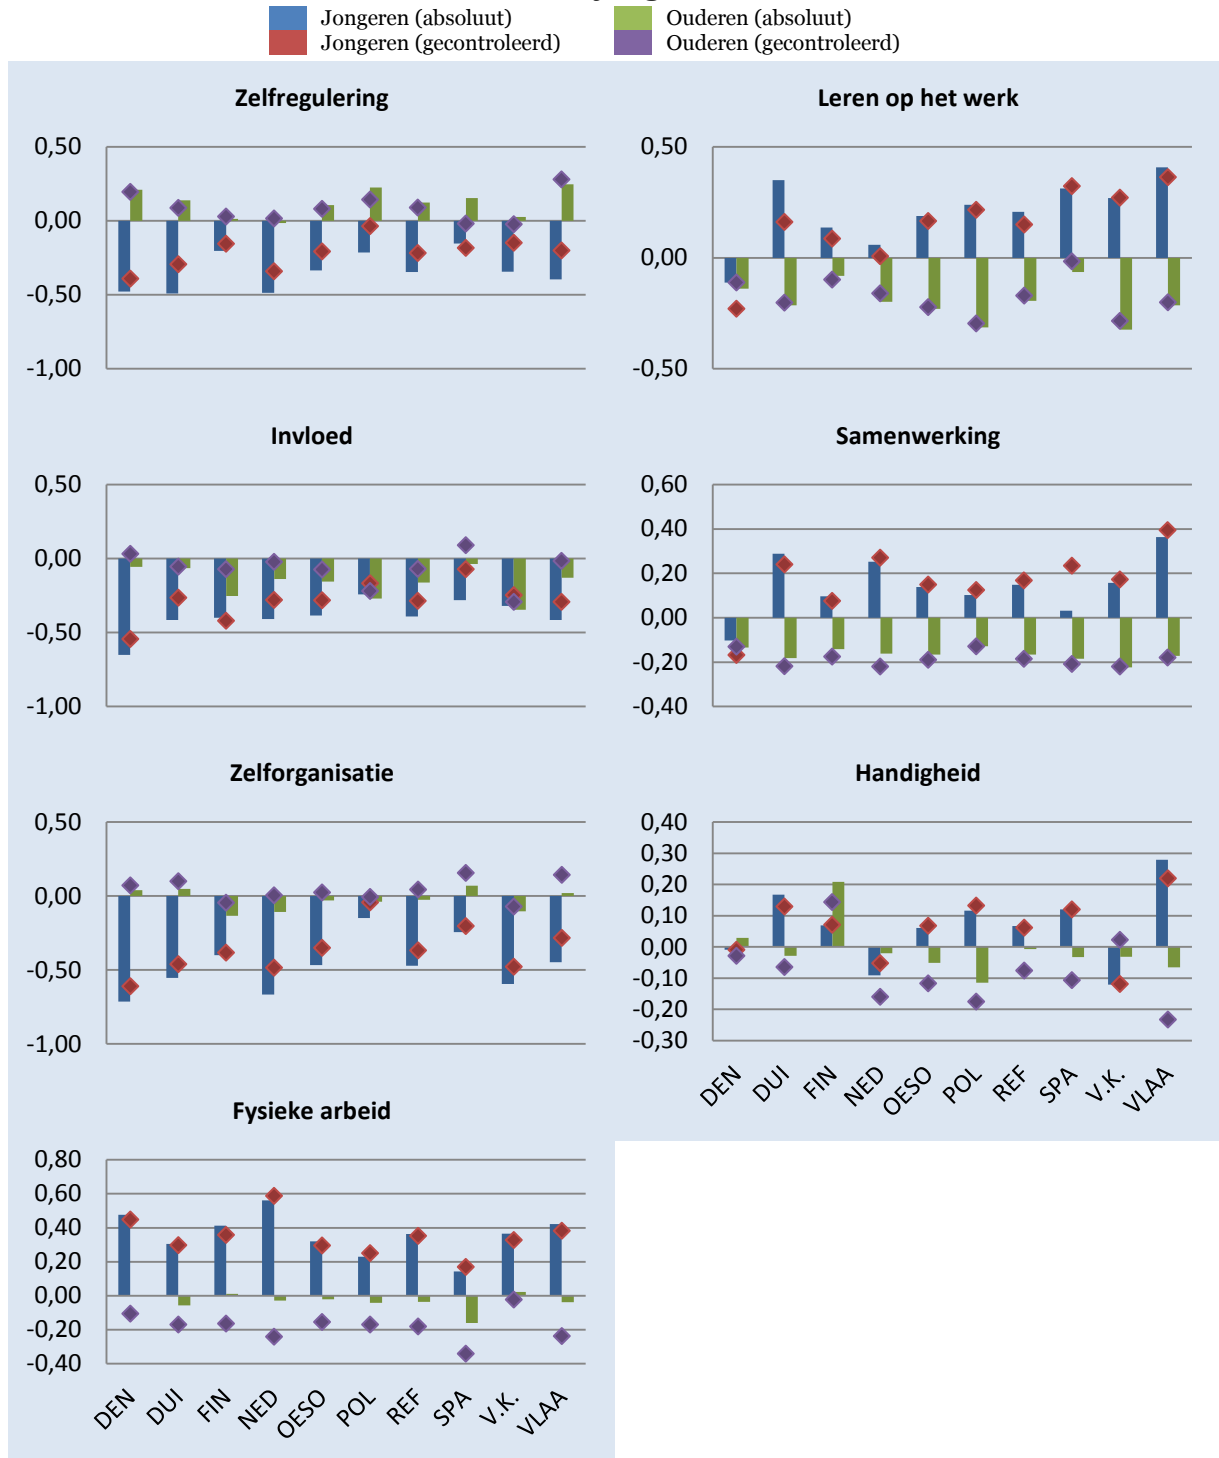 Jongeren (absoluut)
Ouderen (absoluut)
Jongeren (gecontroleerd)
Ouderen (gecontroleerd)
Zelfregulering
0,50
0,00
-0,50
-1,00
Leren op het werk
0,50
0,00
-0,50
Invloed
0,50
0,00
-0,50
-1,00
Samenwerking
0,60
0,40
0,20
0,00
-0,20
-0,40
Zelforganisatie
0,50
0,00
-0,50
-1,00
Handigheid
0,40
0,30
0,20
0,10
0,00
-0,10
-0,20
-0,30
DEN
DUI
FIN
NED
OESO
POL
REF
SPA
V.K.
VLAA
Fysieke arbeid
0,80
0,60
0,40
0,20
0,00
-0,20
-0,40
DEN
DUI
FIN
NED
OESO
POL
REF
SPA
V.K.
VLAA